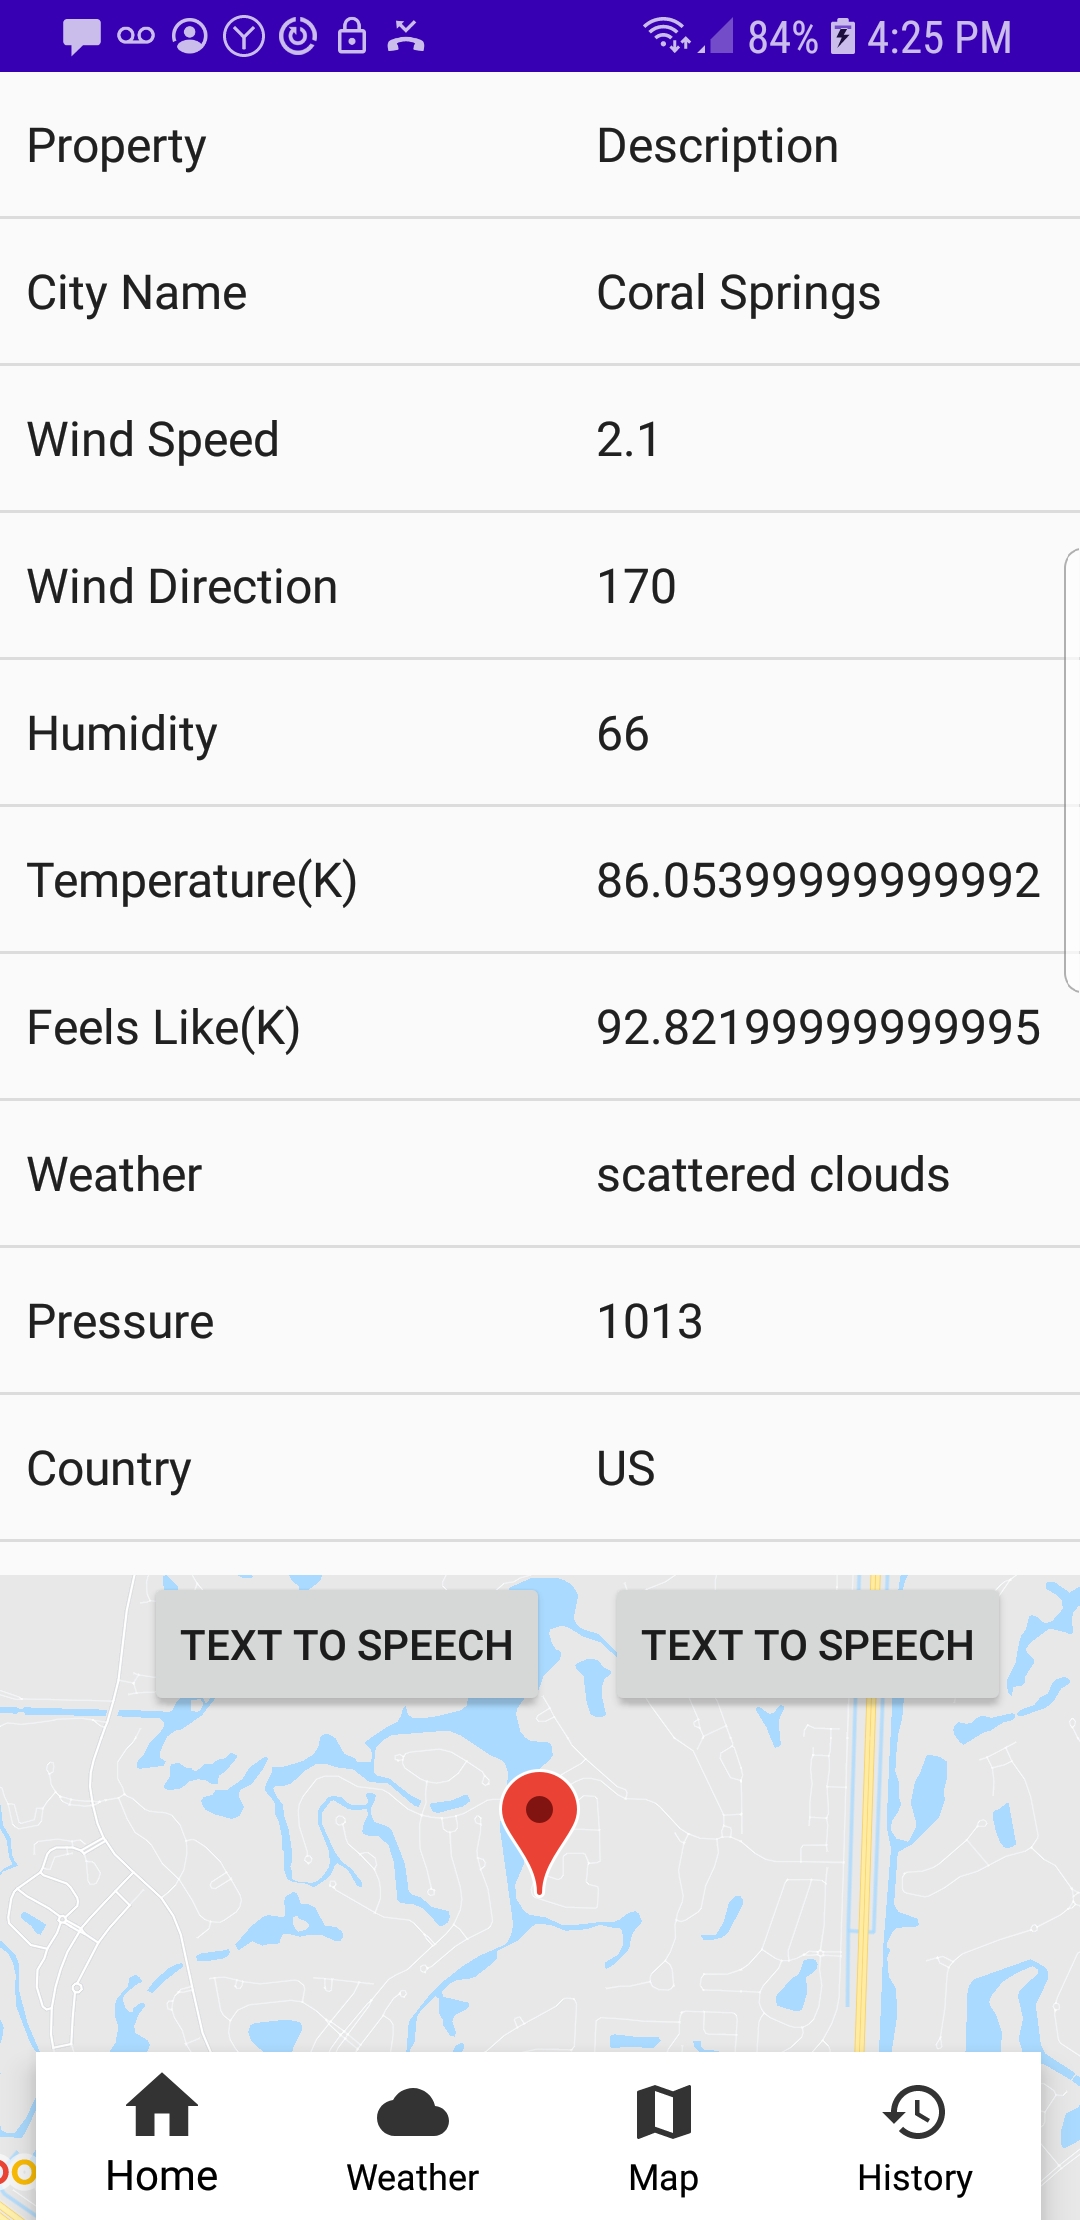 84% 4:25 PM
Property Description
City Name Coral Springs
Wind Speed 2.1
Wind Direction 170
Humidity 66
Temperature(K) 86.05399999999992
Feels Like(K) 92.82199999999995
Weather scattered clouds
Pressure 1013
Country US
TEXT TO SPEECH TEXT TO SPEECH
Home Weather Map History